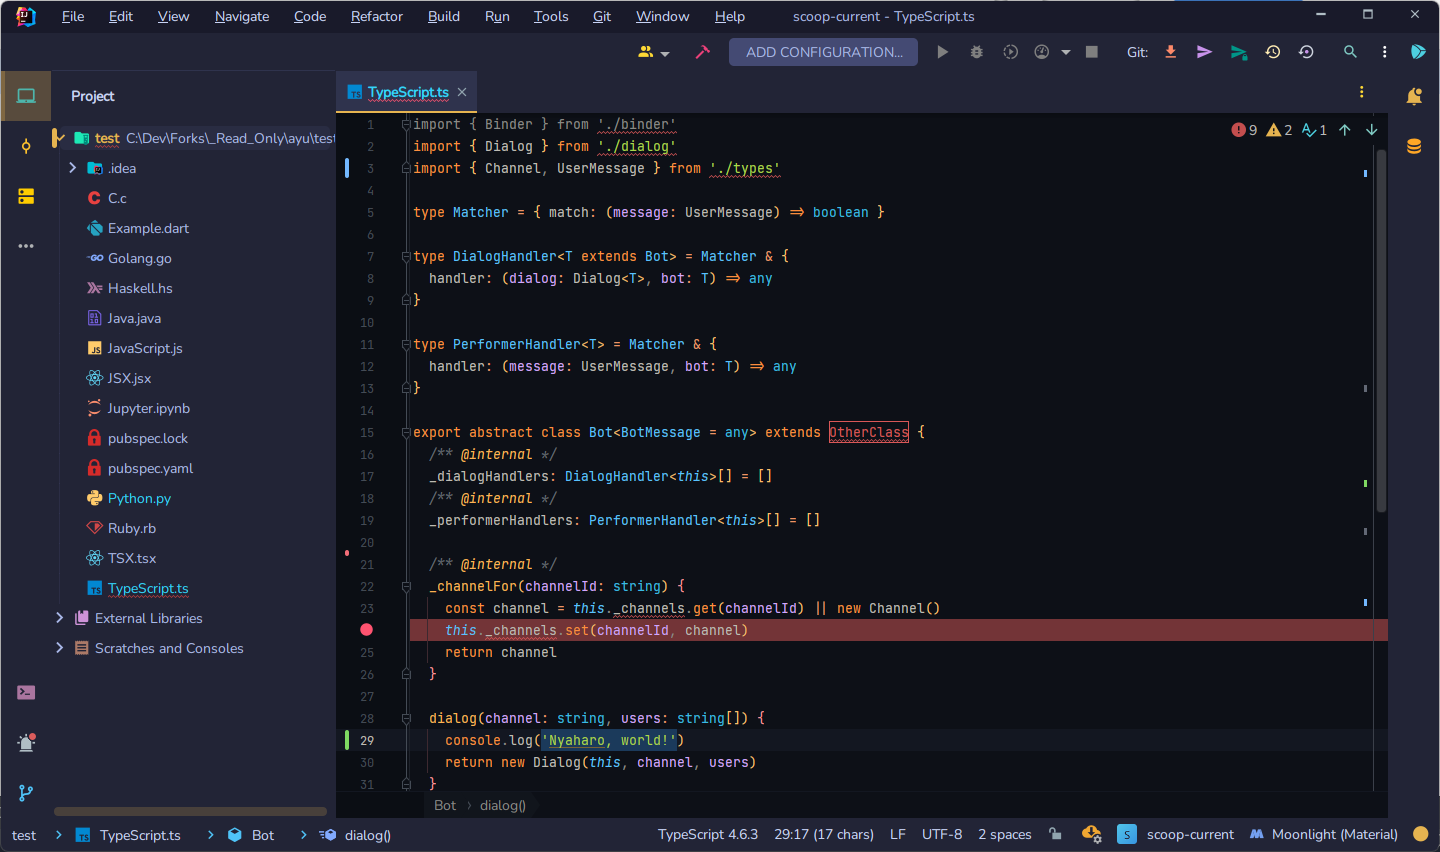 File Edit View Navigate Code Refactor Build Run Tools Git Window Help scoop-current - TypeScript.ts
ADD CONFIGURATION... Git:
Project
TypeScript.ts
test C:\Dev\Forks\_Read_Only\ayu\test
.idea
C.c
Example.dart
Golang.go
Haskell.hs
Java.java
JavaScript.js
JSX.jsx
Jupyter.ipynb
pubspec.lock
pubspec.yaml
Python.py
Ruby.rb
TSX.tsx
TypeScript.ts
External Libraries
Scratches and Consoles
9 2 1
1 import { Binder } from './binder'
2 import { Dialog } from './dialog'
3 import { Channel, UserMessage } from './types'
4
5 type Matcher = { match: (message: UserMessage) => boolean }
6
7 type DialogHandler<T extends Bot> = Matcher & {
8 handler: (dialog: Dialog<T>, bot: T) => any
9 }
10
11 type PerformerHandler<T> = Matcher & {
12 handler: (message: UserMessage, bot: T) => any
13 }
14
15 export abstract class Bot<BotMessage = any> extends OtherClass {
16 /** @internal */
17 _dialogHandlers: DialogHandler<this>[] = []
18 /** @internal */
19 _performerHandlers: PerformerHandler<this>[] = []
20
21 /** @internal */
22 _channelFor(channelId: string) {
23 const channel = this._channels.get(channelId) || new Channel()
this._channels.set(channelId, channel)
25 return channel
26 }
27
28 dialog(channel: string, users: string[]) {
29 console.log('Nyaharo, world!')
30 return new Dialog(this, channel, users)
31 }
Bot › dialog()
test › TypeScript.ts › Bot › dialog() TypeScript 4.6.3 29:17 (17 chars) LF UTF-8 2 spaces S scoop-current Moonlight (Material)